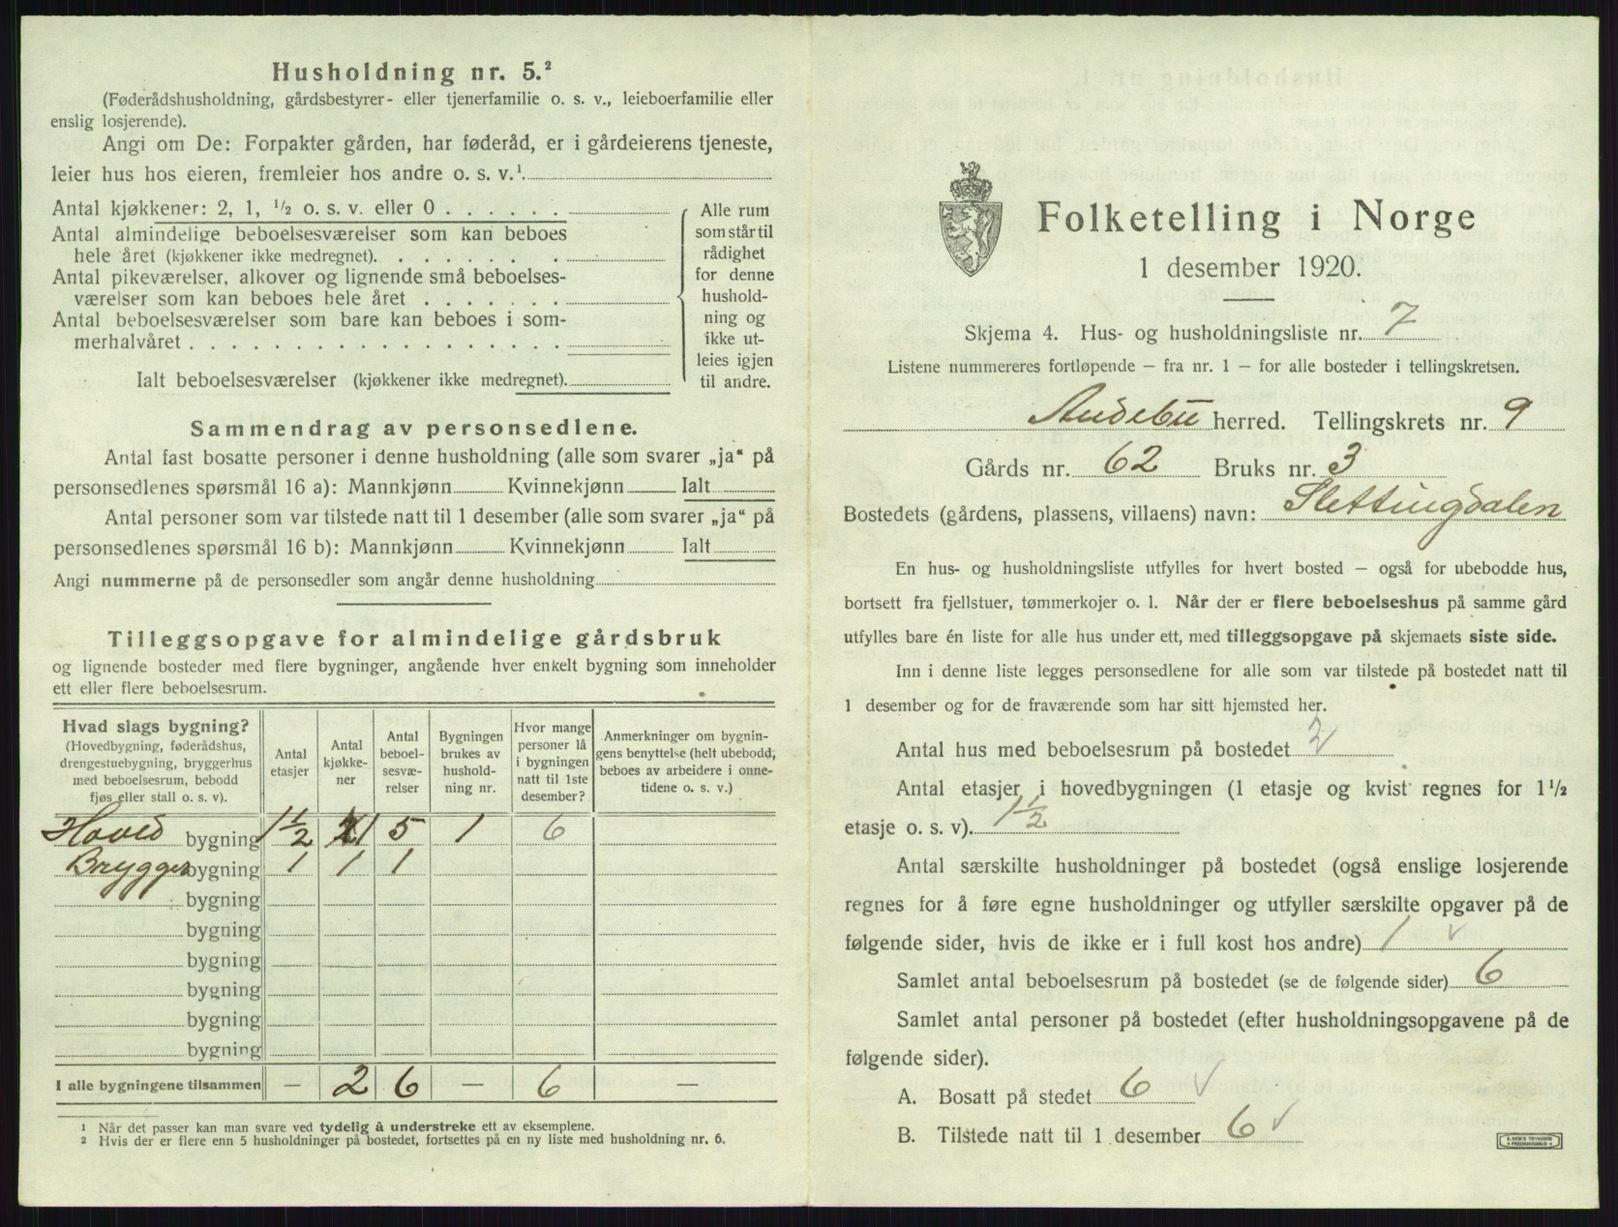 Husholdning nr. 5.²
(Føderådshusholdning, gårdsbestyrer- eller tjenerfamilie o. s. v., leieboerfamilie eller
enslig losjerende).
Angi om De: Forpakter gården, har føderåd, er i gårdeierens tjeneste,
leier hus hos eieren, fremleier hos andre o. s. v.¹.
Antal kjøkkener: 2, 1, ½ o. s. v. eller 0 . . . . . .
Antal almindelige beboelsesværelser som kan beboes
hele året (kjøkkener ikke medregnet). . . . . . . .
Antal pikeværelser, alkover og lignende små beboelses-
værelser som kan beboes hele året . . . . . . .
Antal beboelsesværelser som bare kan beboes i som-
merhalvåret . . . . . . . . . . . . . . . . . .
Ialt beboelsesværelser (kjøkkener ikke medregnet).
Alle rum
som står til
rådighet
for denne
hushold-
ning og
ikke ut-
leies igjen
til andre.
Sammendrag av personsedlene.
Antal fast bosatte personer i denne husholdning (alle som svarer „ja“ på
personsedlenes spørsmål 16 a): Mannkjønn Kvinnekjønn Ialt
Antal personer som var tilstede natt til 1 desember (alle som svarer „ja“ på
personsedlenes spørsmål 16 b): Mannkjønn Kvinnekjønn Ialt
Angi nummerne på de personsedler som angår denne husholdning
Tilleggsopgave for almindelige gårdsbruk
og lignende bosteder med flere bygninger, angående hver enkelt bygning som inneholder
ett eller flere beboelsesrum.
Hvad slags bygning?
(Hovedbygning, føderådshus,
drengestuebygning, bryggerhus
med beboelsesrum, bebodd
fjøs eller stall o. s. v).
Antal
etasjer
Antal
kjøkke-
ner
Antal
beboel-
sesvæ-
relser
Bygningen
brukes av
hushold-
ning nr.
Hvor mange
personer lå
i bygningen
natt til 1ste
desember?
Anmerkninger om bygnin-
gens benyttelse (helt ubebodd,
beboes av arbeidere i onne-
tidene o. s. v.)
Hoved bygning 1½ 1 5 1 6
Brygger bygning 1 1 1
bygning
bygning
bygning
bygning
bygning
bygning
I alle bygningene tilsammen — 2 6 — 6 —
¹ Når det passer kan man svare ved tydelig å understreke ett av eksemplene.
² Hvis der er flere enn 5 husholdninger på bostedet, fortsettes på en ny liste med husholdning nr. 6.
Folketelling i Norge
1 desember 1920.
Skjema 4. Hus- og husholdningsliste nr. 7
Listene nummereres fortløpende — fra nr. 1 — for alle bosteder i tellingskretsen.
Andebu herred. Tellingskrets nr. 9
Gårds nr. 62 Bruks nr. 3
Bostedets (gårdens, plassens, villaens) navn: Slettingdalen
En hus- og husholdningsliste utfylles for hvert bosted — også for ubebodde hus,
bortsett fra fjellstuer, tømmerkojer o. l. Når der er flere beboelseshus på samme gård
utfylles bare én liste for alle hus under ett, med tilleggsopgave på skjemaets siste side.
Inn i denne liste legges personsedlene for alle som var tilstede på bostedet natt til
1 desember og for de fraværende som har sitt hjemsted her.
Antal hus med beboelsesrum på bostedet 2
Antal etasjer i hovedbygningen (1 etasje og kvist regnes for 1½
etasje o. s. v). 1½
Antal særskilte husholdninger på bostedet (også enslige losjerende
regnes for å føre egne husholdninger og utfyller særskilte opgaver på de
følgende sider, hvis de ikke er i full kost hos andre) 1 ✓
Samlet antal beboelsesrum på bostedet (se de følgende sider) 6
Samlet antal personer på bostedet (efter husholdningsopgavene på de
følgende sider).
A. Bosatt på stedet 6 ✓
B. Tilstede natt til 1 desember 6 ✓